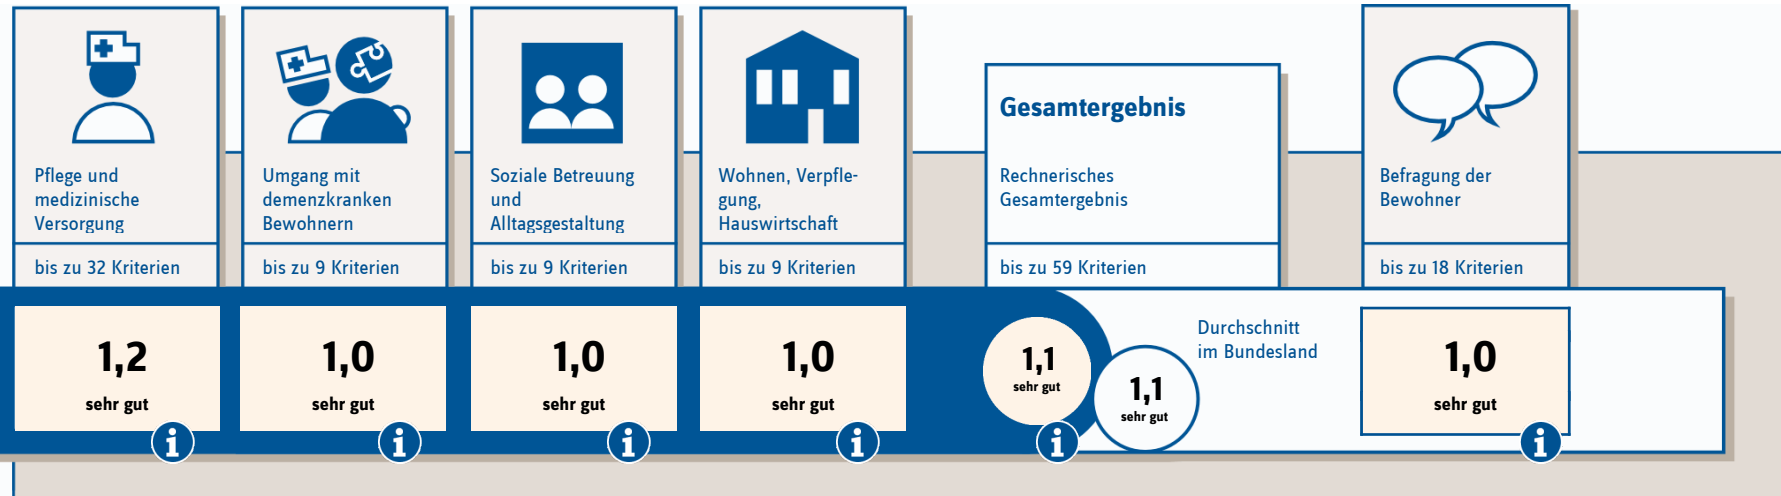 Pflege und
medizinische
Versorgung
bis zu 32 Kriterien
1,2
sehr gut
i
Umgang mit
demenzkranken
Bewohnern
bis zu 9 Kriterien
1,0
sehr gut
i
Soziale Betreuung
und
Alltagsgestaltung
bis zu 9 Kriterien
1,0
sehr gut
i
Wohnen, Verpfle-
gung,
Hauswirtschaft
bis zu 9 Kriterien
1,0
sehr gut
i
Gesamtergebnis
Rechnerisches
Gesamtergebnis
bis zu 59 Kriterien
1,1
sehr gut
i
1,1
sehr gut
Durchschnitt
im Bundesland
Befragung der
Bewohner
bis zu 18 Kriterien
1,0
sehr gut
i